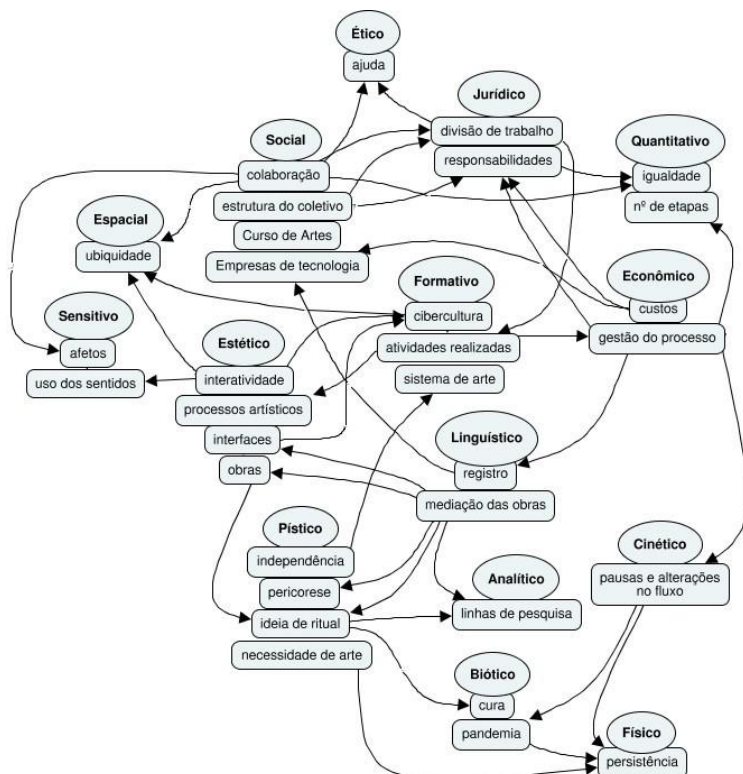 Ético
ajuda
Jurídico
divisão de trabalho
responsabilidades
Social
colaboração
estrutura do coletivo
Curso de Artes
Empresas de tecnologia
Quantitativo
igualdade
nº de etapas
Espacial
ubiquidade
Econômico
custos
gestão do processo
Formativo
cibercultura
atividades realizadas
sistema de arte
Sensitivo
afetos
uso dos sentidos
Estético
interatividade
processos artísticos
interfaces
obras
Linguístico
registro
mediação das obras
Pístico
independência
pericorese
ideia de ritual
necessidade de arte
Analítico
linhas de pesquisa
Cinético
pausas e alterações
no fluxo
Biótico
cura
pandemia
Físico
persistência